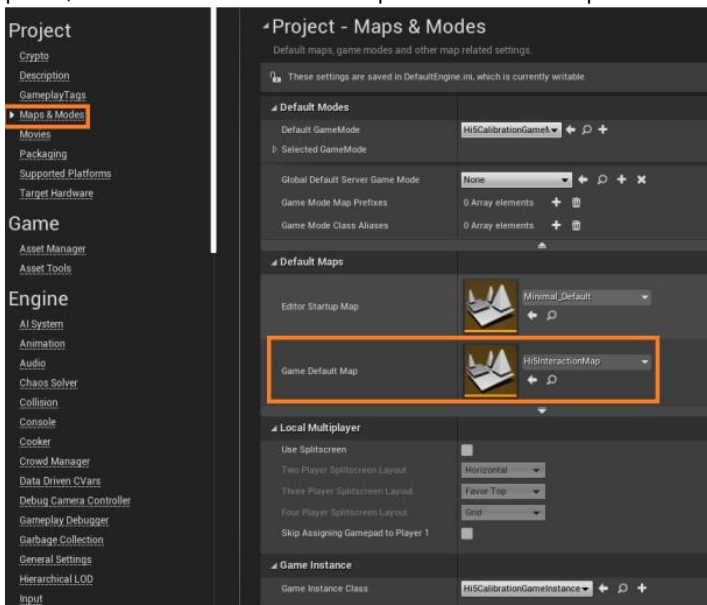 Project
Crypto
Description
GameplayTags
Maps & Modes
Movies
Packaging
Supported Platforms
Target Hardware
Game
Asset Manager
Asset Tools
Engine
AI System
Animation
Audio
Chaos Solver
Collision
Console
Cooker
Crowd Manager
Data Driven CVars
Debug Camera Controller
Gameplay Debugger
Garbage Collection
General Settings
Hierarchical LOD
Input
Project - Maps & Modes
Default maps, game modes and other map related settings.
These settings are saved in DefaultEngine.ini, which is currently writable.
Default Modes
Default GameMode Hi5CalibrationGameM
Selected GameMode
Global Default Server Game Mode None
Game Mode Map Prefixes 0 Array elements
Game Mode Class Aliases 0 Array elements
Default Maps
Editor Startup Map Minimal_Default
Game Default Map Hi5InteractionMap
Local Multiplayer
Use Splitscreen
Two Player Splitscreen Layout Horizontal
Three Player Splitscreen Layout Favor Top
Four Player Splitscreen Layout Grid
Skip Assigning Gamepad to Player 1
Game Instance
Game Instance Class Hi5CalibrationGameInstance